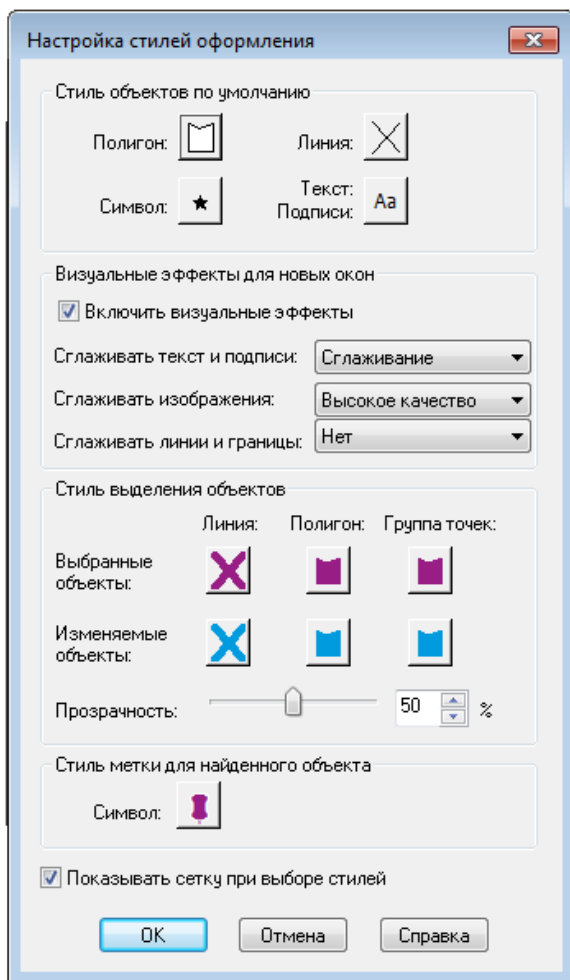 Настройка стилей оформления
Стиль объектов по умолчанию
Полигон: Линия:
Символ: Текст: Подписи: Aa
Визуальные эффекты для новых окон
Включить визуальные эффекты
Сглаживать текст и подписи: Сглаживание
Сглаживать изображения: Высокое качество
Сглаживать линии и границы: Нет
Стиль выделения объектов
Линия: Полигон: Группа точек:
Выбранные
объекты:
Изменяемые
объекты:
Прозрачность: 50 %
Стиль метки для найденного объекта
Символ:
Показывать сетку при выборе стилей
OK Отмена Справка